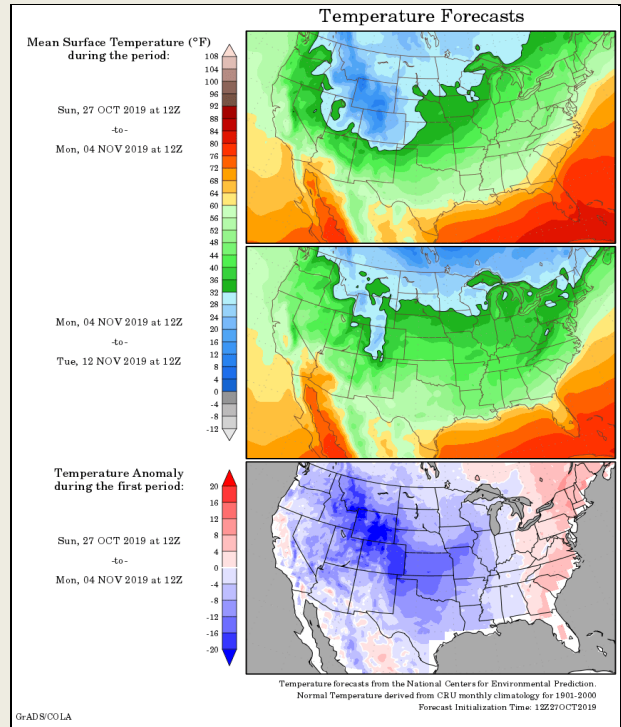 Temperature Forecasts
Mean Surface Temperature (°F)
during the period:
Sun, 27 OCT 2019 at 12Z
-to-
Mon, 04 NOV 2019 at 12Z
108
104
100
96
92
88
84
80
76
72
68
64
60
56
52
48
44
40
36
32
28
24
20
16
12
8
4
0
-4
-8
-12
Mon, 04 NOV 2019 at 12Z
-to-
Tue, 12 NOV 2019 at 12Z
Temperature Anomaly
during the first period:
Sun, 27 OCT 2019 at 12Z
-to-
Mon, 04 NOV 2019 at 12Z
20
16
12
8
4
0
-4
-8
-12
-16
-20
Temperature forecasts from the National Centers for Environmental Prediction.
Normal Temperature derived from CRU monthly climatology for 1901-2000
Forecast Initialization Time: 12Z27OCT2019
GrADS/COLA